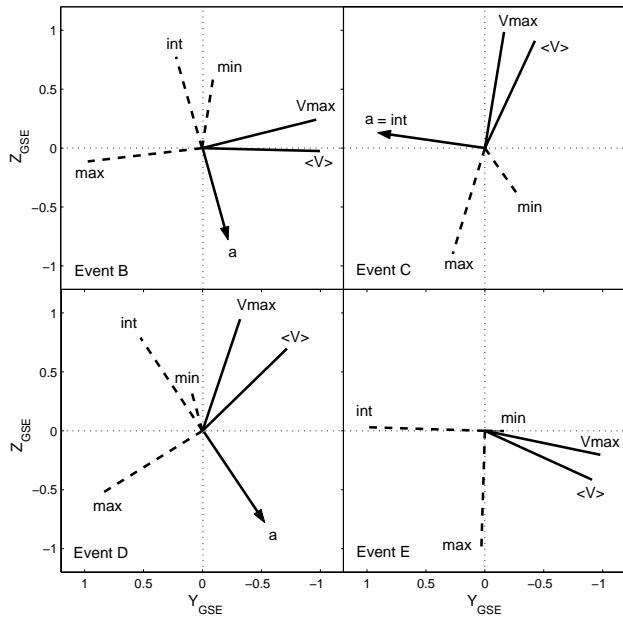 1
0.5
0
−0.5
−1
Z_GSE
int
min
Vmax
<V>
max
a
Event B
Vmax
<V>
a = int
min
max
Event C
1
0.5
0
−0.5
−1
Z_GSE
int
min
Vmax
<V>
max
a
Event D
int
min
Vmax
<V>
max
Event E
1 0.5 0 −0.5 −1
Y_GSE
1 0.5 0 −0.5 −1
Y_GSE